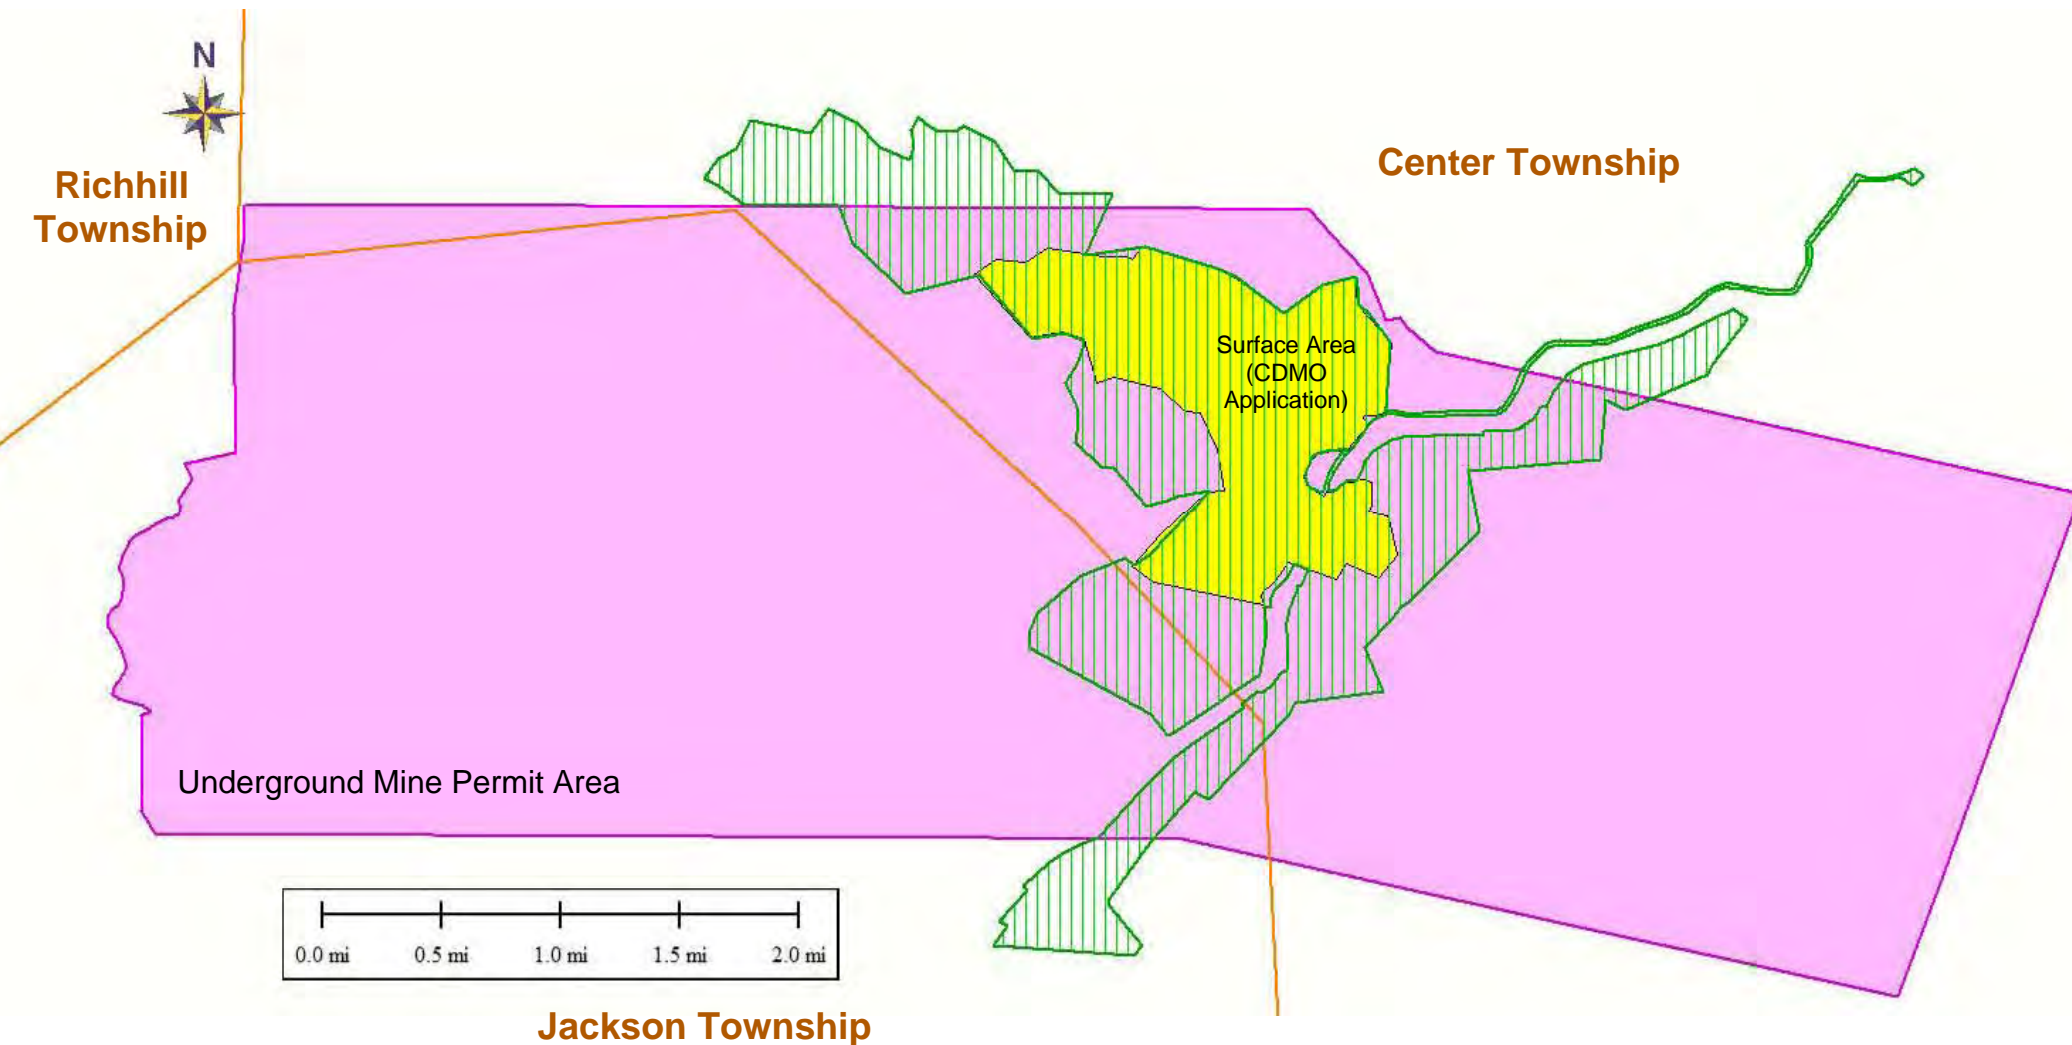 N
Richhill
Township
Center Township
Surface Area
(CDMO
Application)
Underground Mine Permit Area
0.0 mi 0.5 mi 1.0 mi 1.5 mi 2.0 mi
Jackson Township